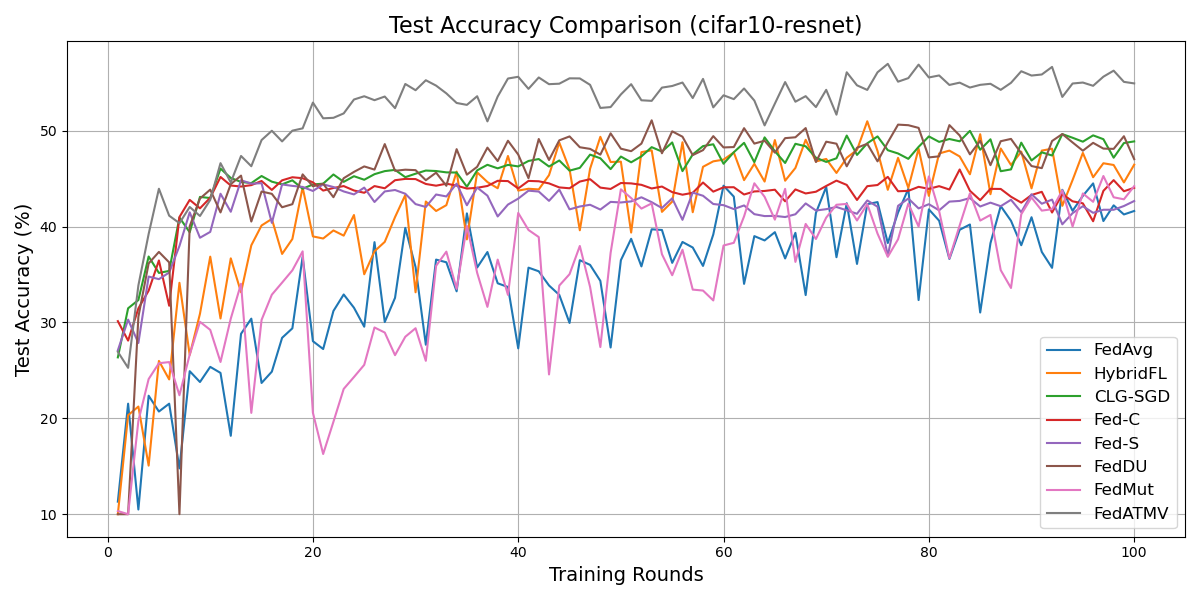 Test Accuracy Comparison (cifar10-resnet)
Test Accuracy (%)
50
40
30
20
10
0
20
40
60
80
100
Training Rounds
FedAvg
HybridFL
CLG-SGD
Fed-C
Fed-S
FedDU
FedMut
FedATMV